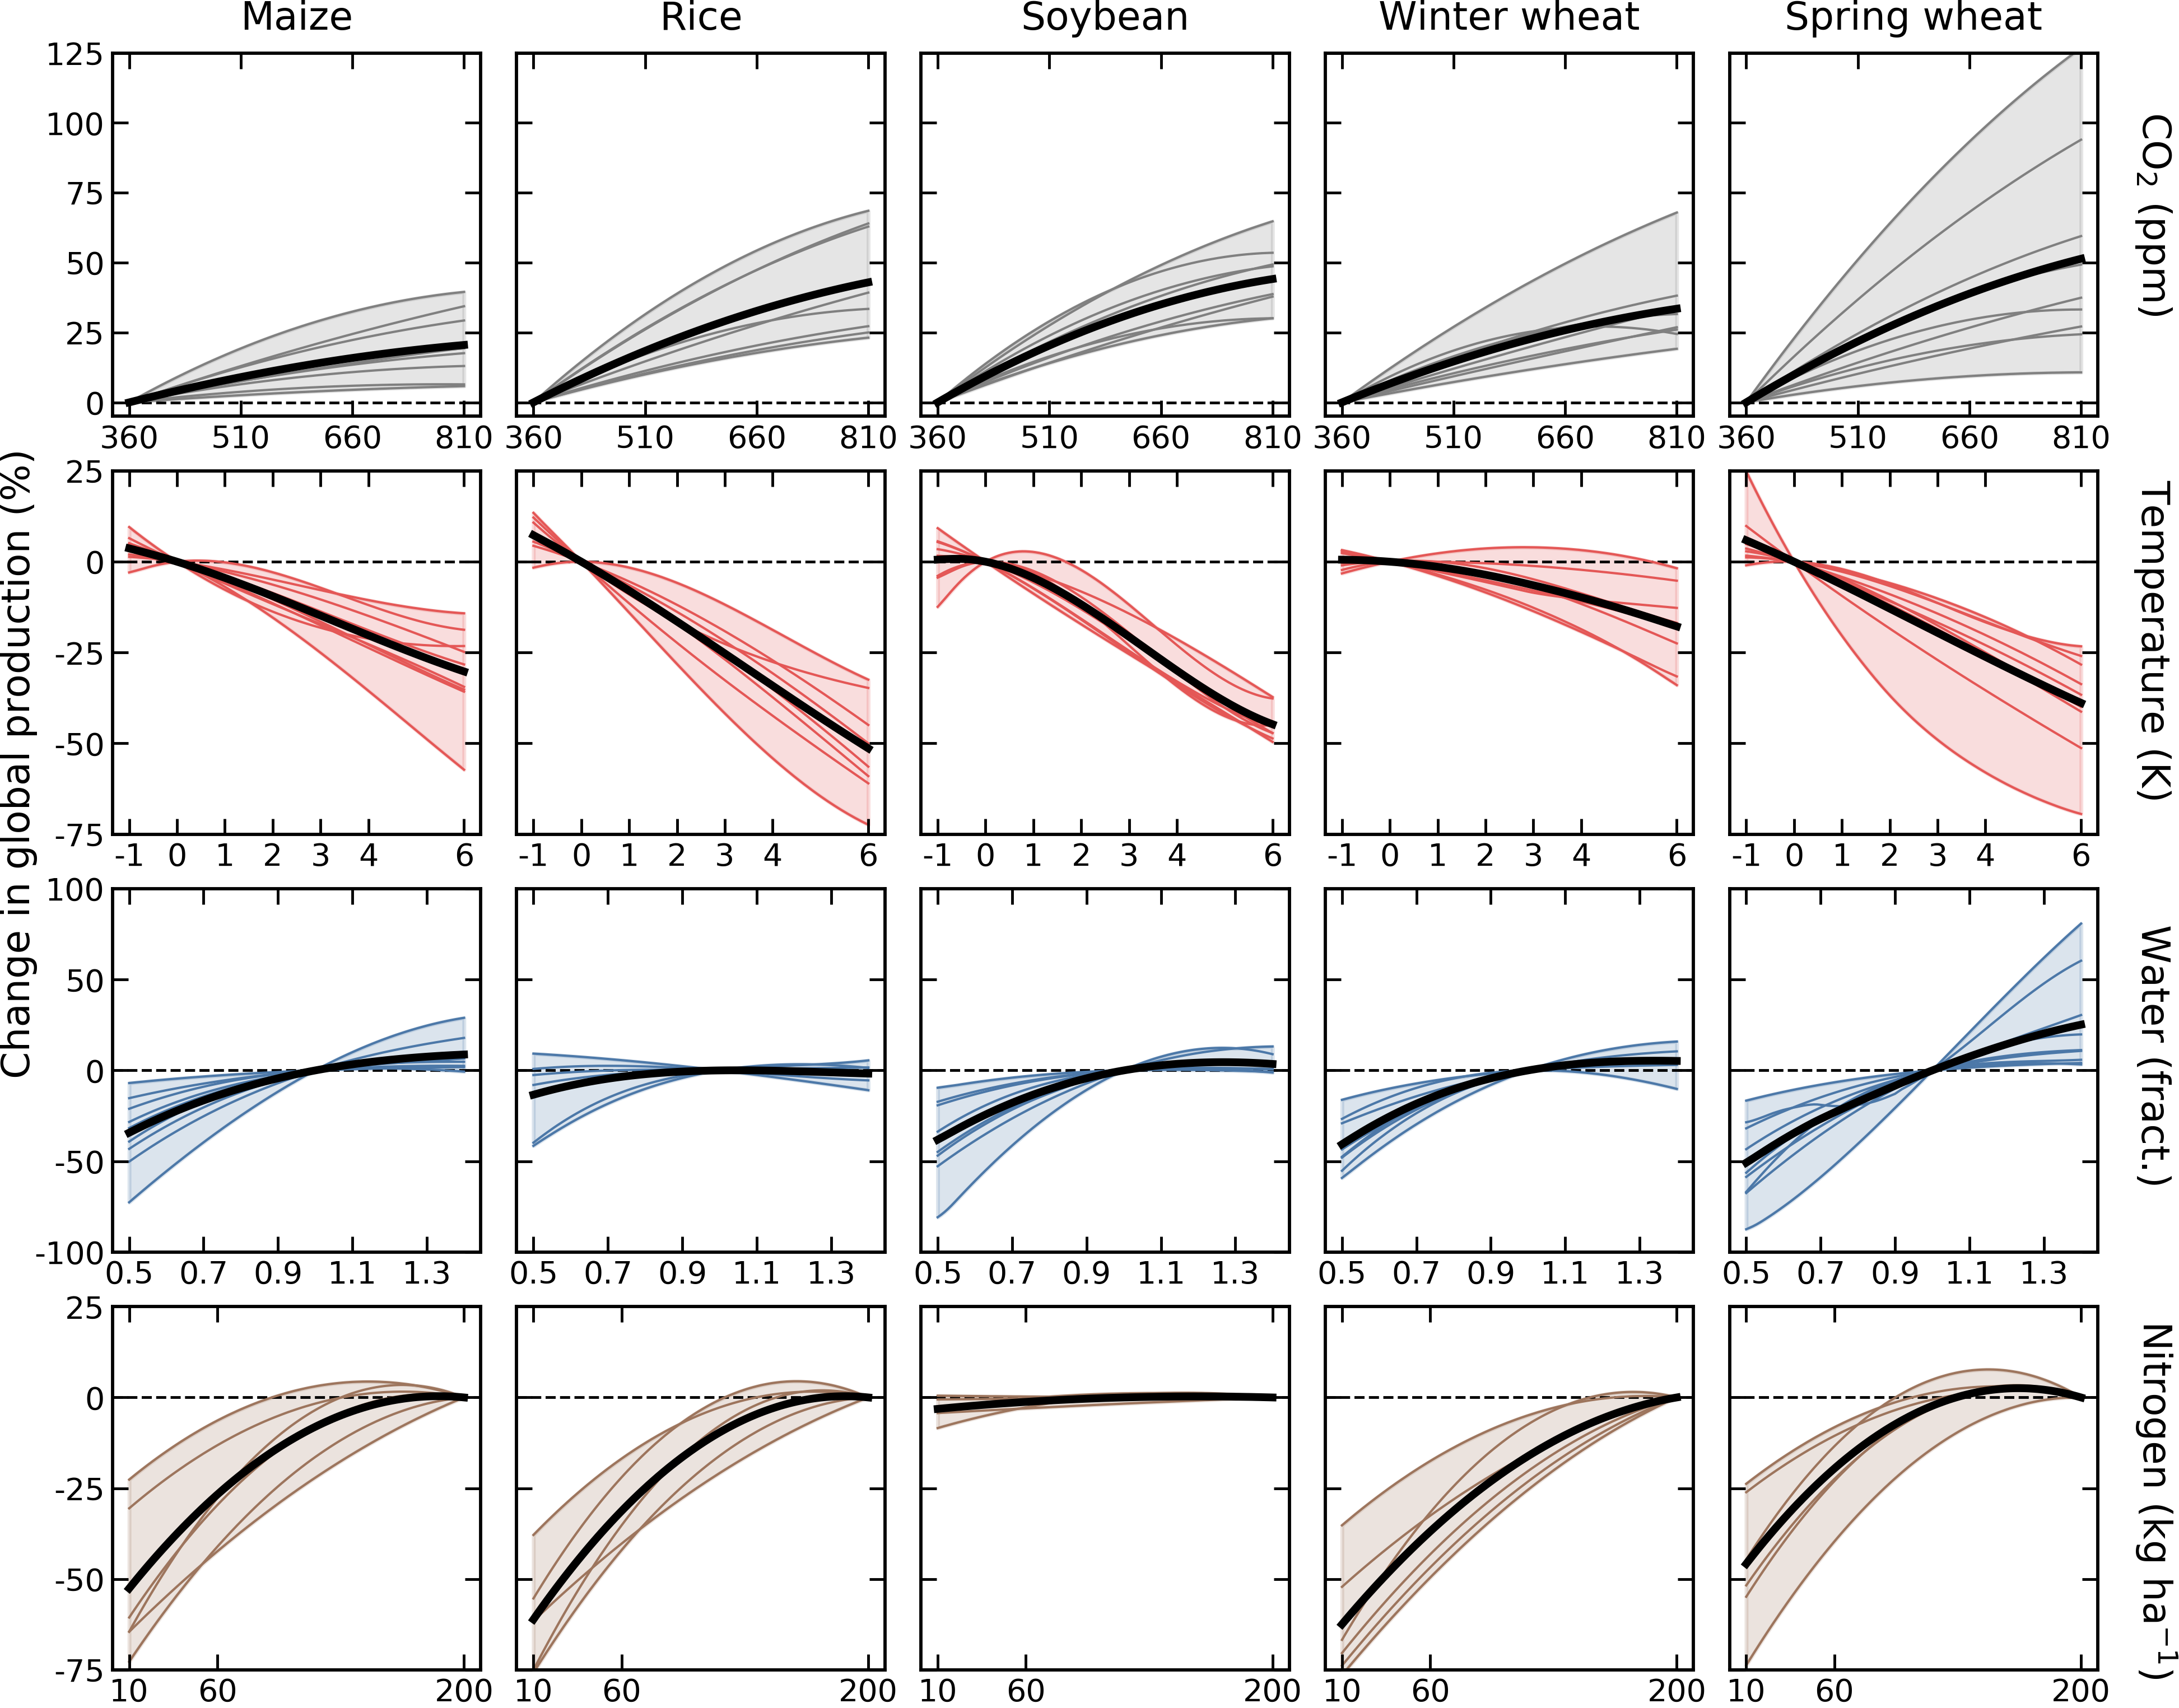 Maize Rice Soybean Winter wheat Spring wheat
125
100
75
50
25
0
360 510 660 810 360 510 660 810 360 510 660 810 360 510 660 810 360 510 660 810
CO₂ (ppm)
Change in global production (%)
25
0
-25
-50
-75
-1 0 1 2 3 4 6 -1 0 1 2 3 4 6 -1 0 1 2 3 4 6 -1 0 1 2 3 4 6 -1 0 1 2 3 4 6
Temperature (K)
100
50
0
-50
-100
0.5 0.7 0.9 1.1 1.3 0.5 0.7 0.9 1.1 1.3 0.5 0.7 0.9 1.1 1.3 0.5 0.7 0.9 1.1 1.3 0.5 0.7 0.9 1.1 1.3
Water (fract.)
25
0
-25
-50
-75
10 60 200 10 60 200 10 60 200 10 60 200 10 60 200
Nitrogen (kg ha⁻¹)